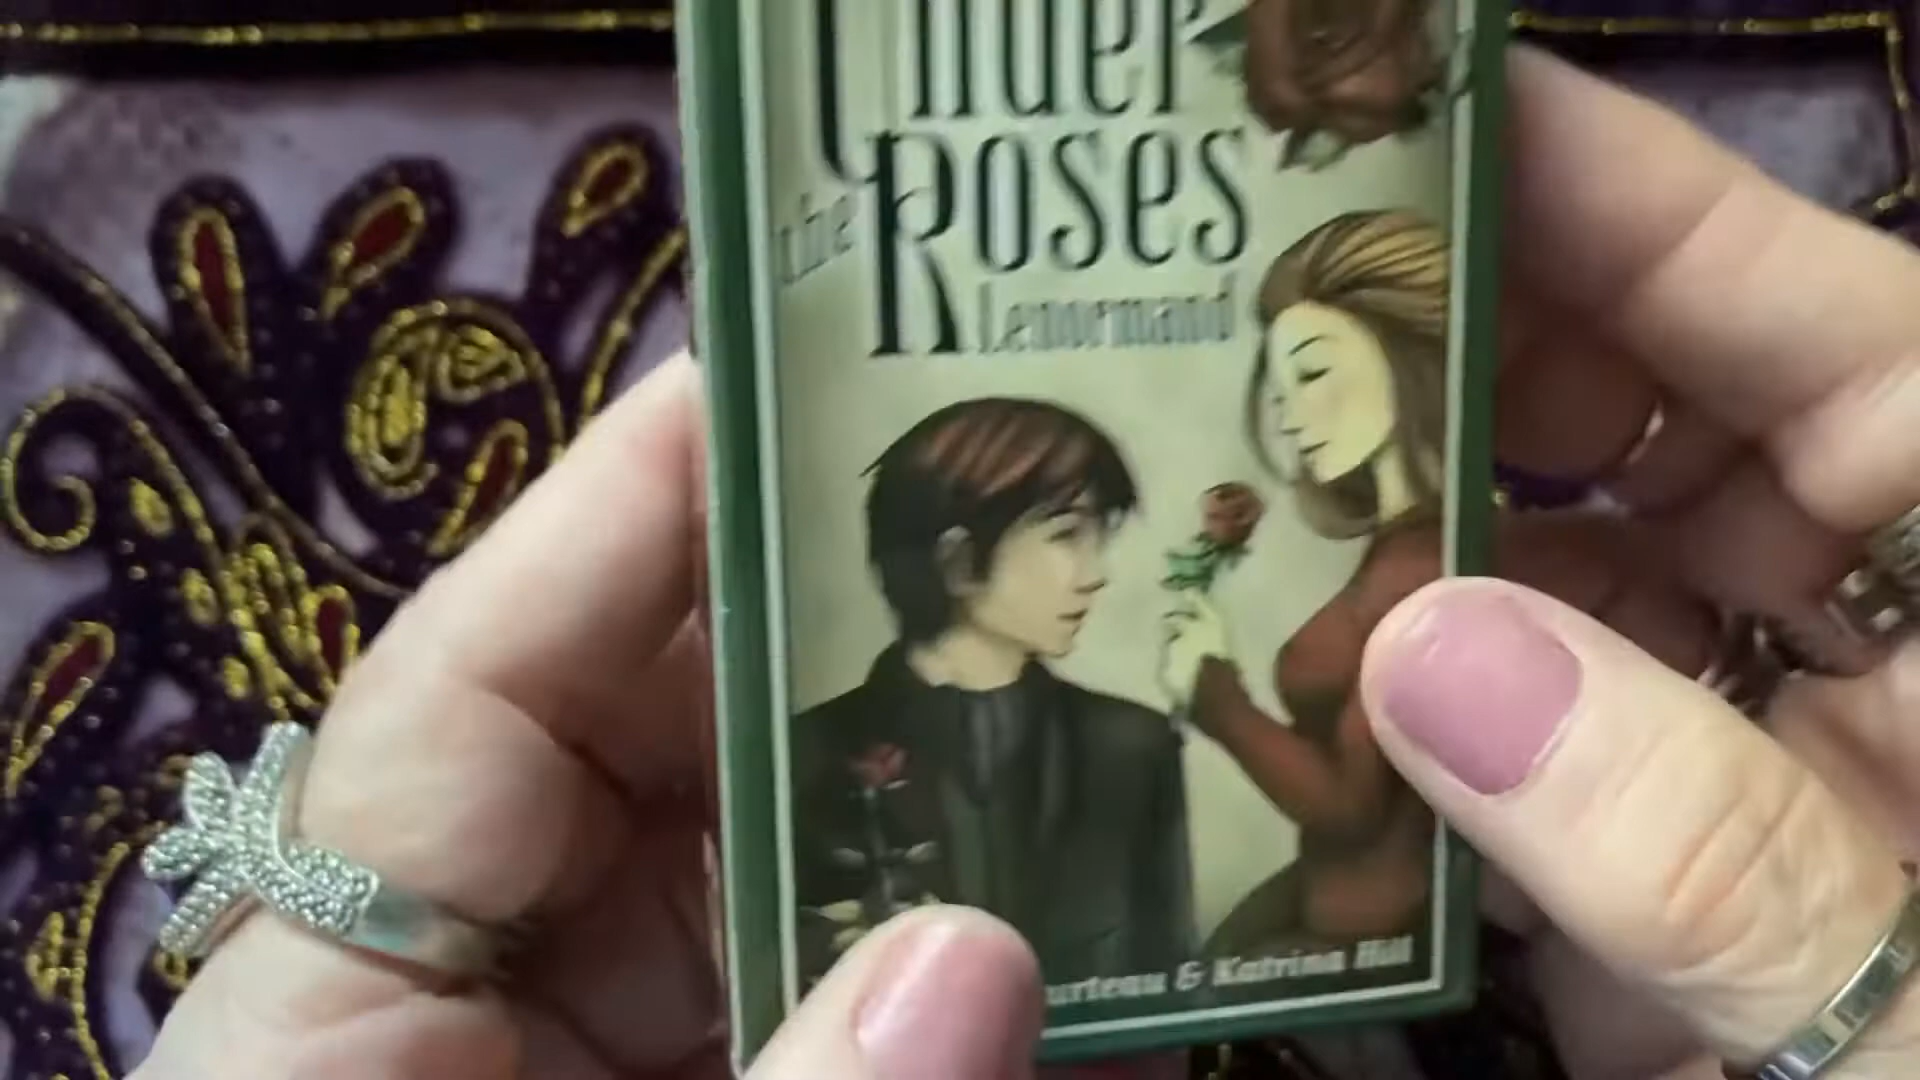 Under
the Roses
Lenormand
& Katrina Hill